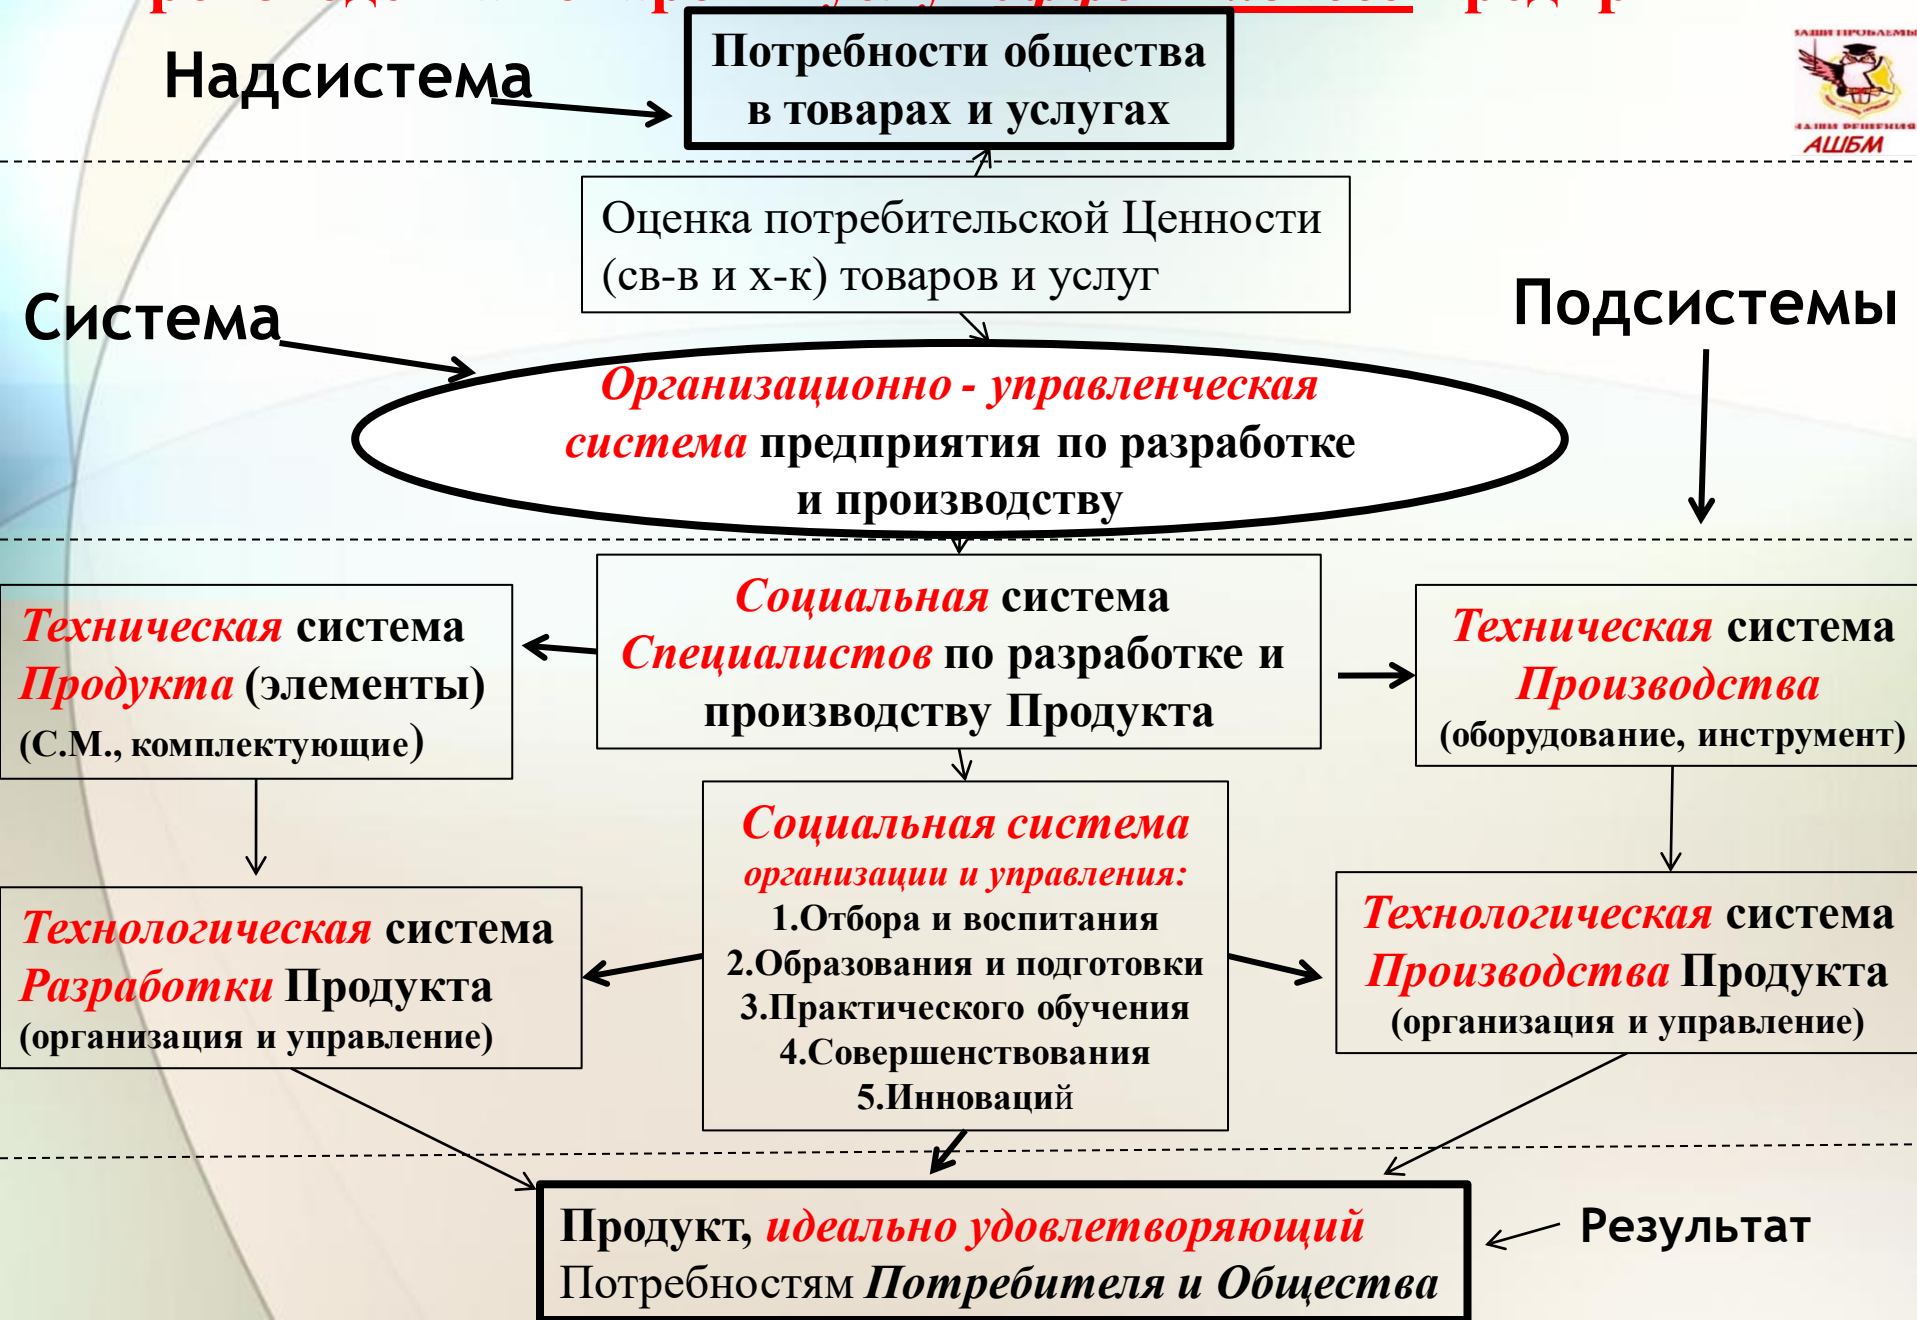 Надсистема
Потребности общества
в товарах и услугах
НАШИ РЕШЕНИЯ
АШБМ
Оценка потребительской Ценности
(св-в и х-к) товаров и услуг
Система
Подсистемы
Организационно - управленческая
система предприятия по разработке
и производству
Техническая система
Продукта (элементы)
(С.М., комплектующие)
Социальная система
Специалистов по разработке и
производству Продукта
Техническая система
Производства
(оборудование, инструмент)
Социальная система
организации и управления:
1.Отбора и воспитания
2.Образования и подготовки
3.Практического обучения
4.Совершенствования
5.Инноваций
Технологическая система
Разработки Продукта
(организация и управление)
Технологическая система
Производства Продукта
(организация и управление)
Продукт, идеально удовлетворяющий
Потребностям Потребителя и Общества
Результат